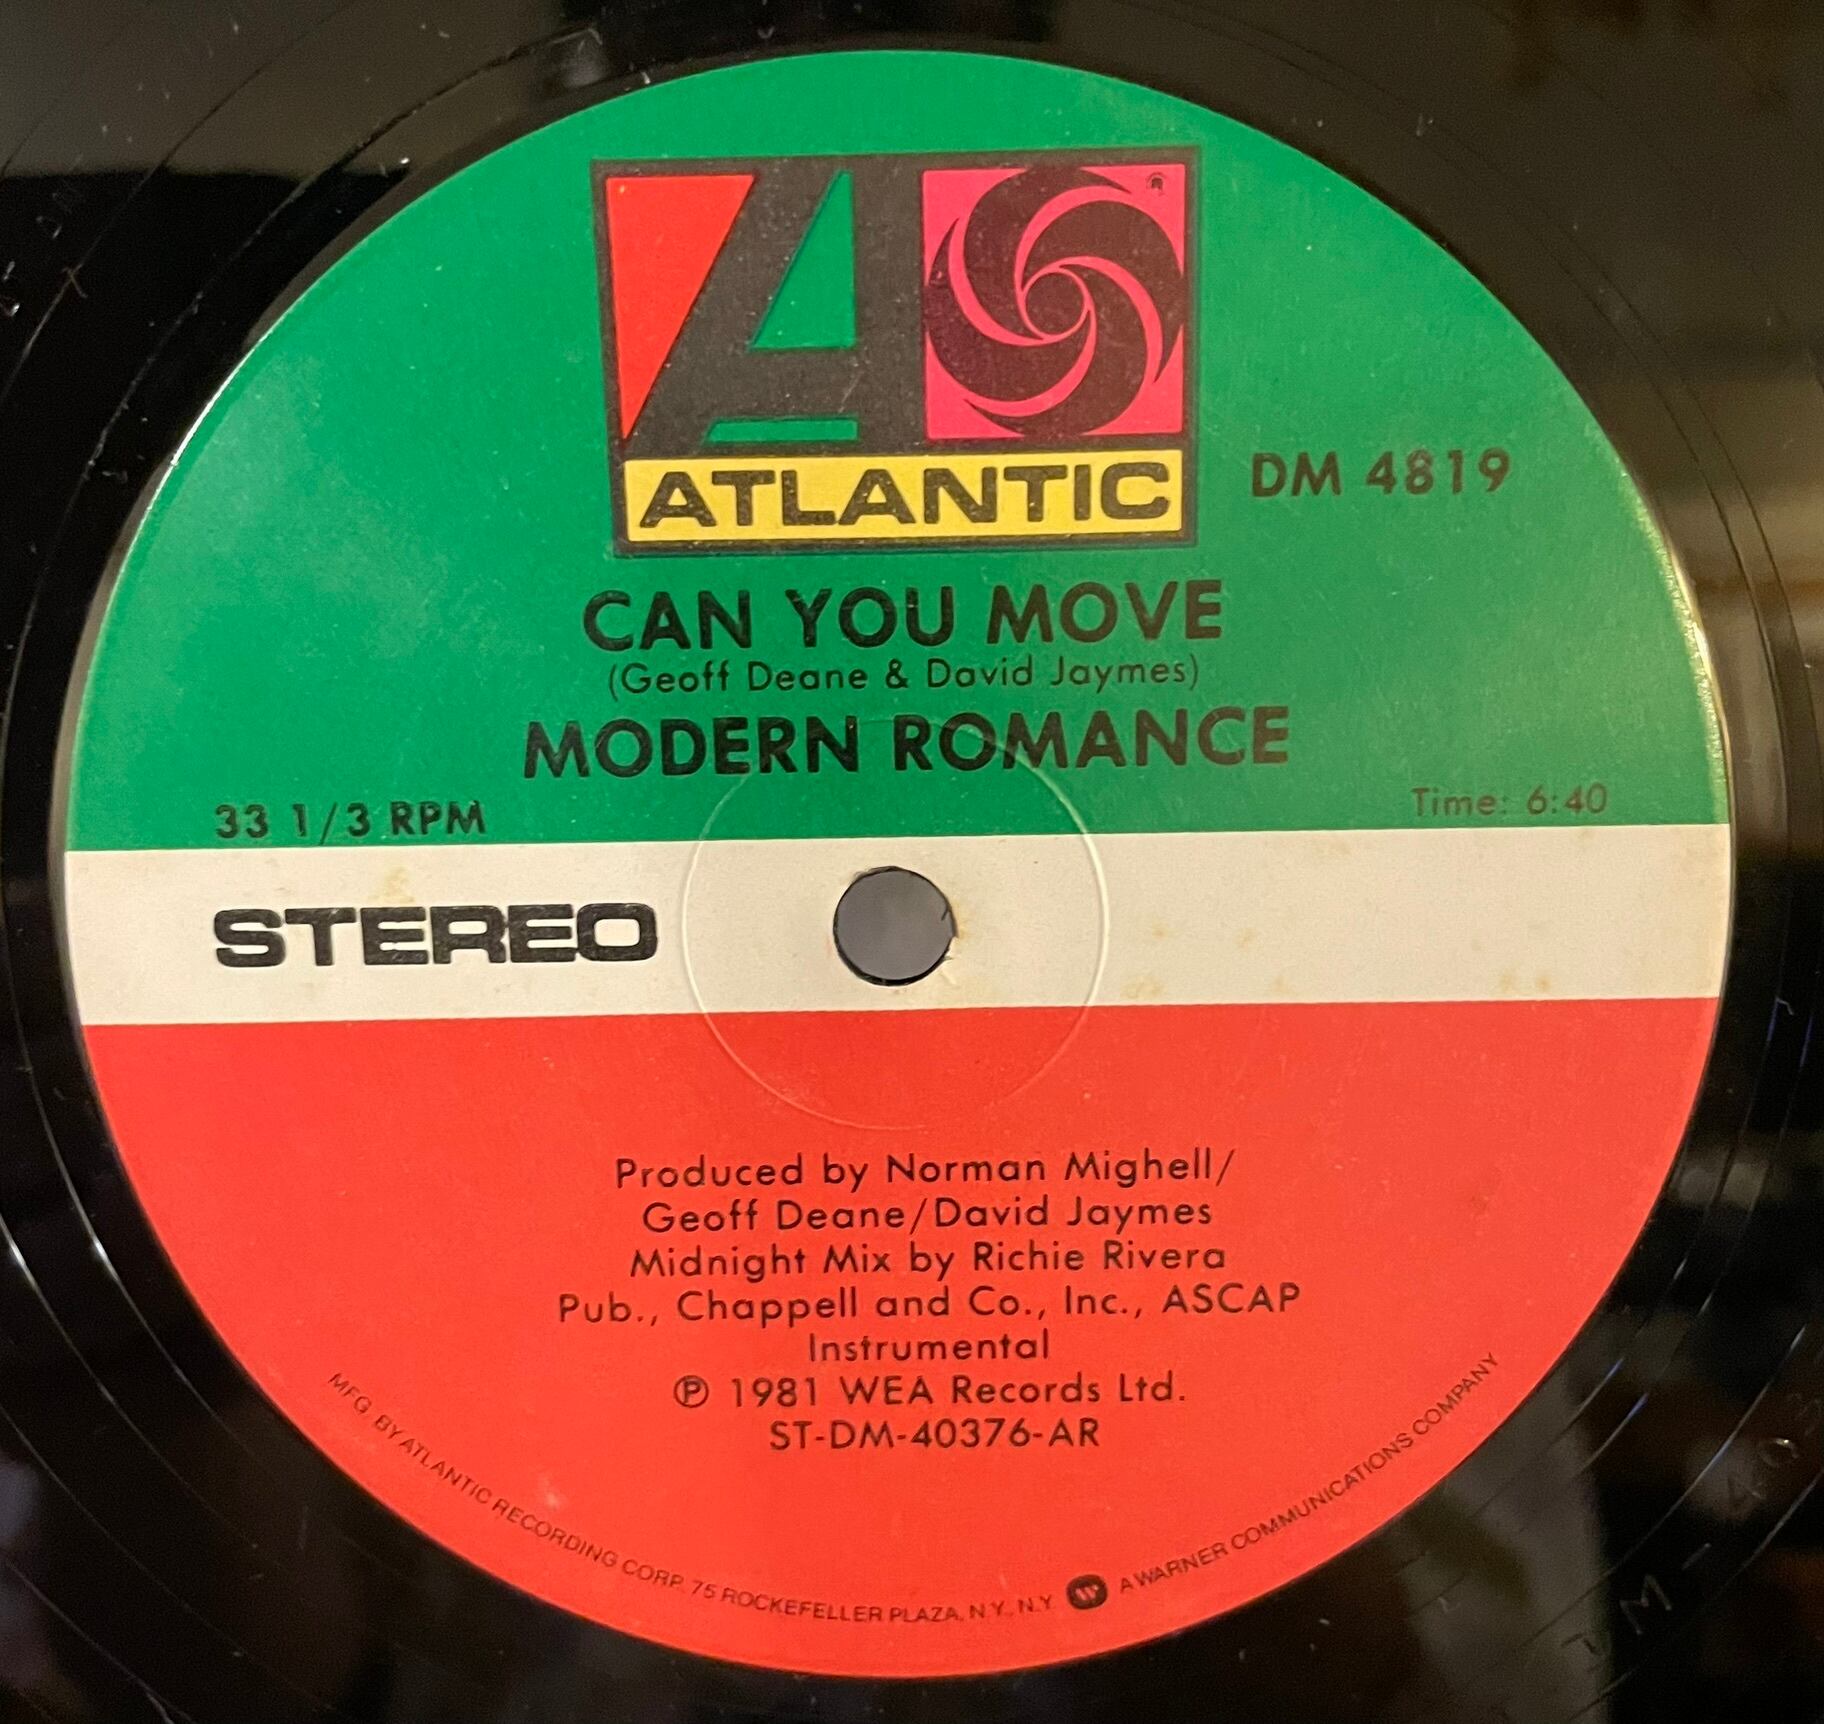 ATLANTIC
DM 4819
CAN YOU MOVE
(Geoff Deane & David Jaymes)
MODERN ROMANCE
33 1/3 RPM
Time: 6:40
STEREO
Produced by Norman Mighell/
Geoff Deane/David Jaymes
Midnight Mix by Richie Rivera
Pub., Chappell and Co., Inc., ASCAP
Instrumental
℗ 1981 WEA Records Ltd.
ST-DM-40376-AR
MFG. BY ATLANTIC RECORDING CORP. 75 ROCKEFELLER PLAZA, N.Y., N.Y. A WARNER COMMUNICATIONS COMPANY